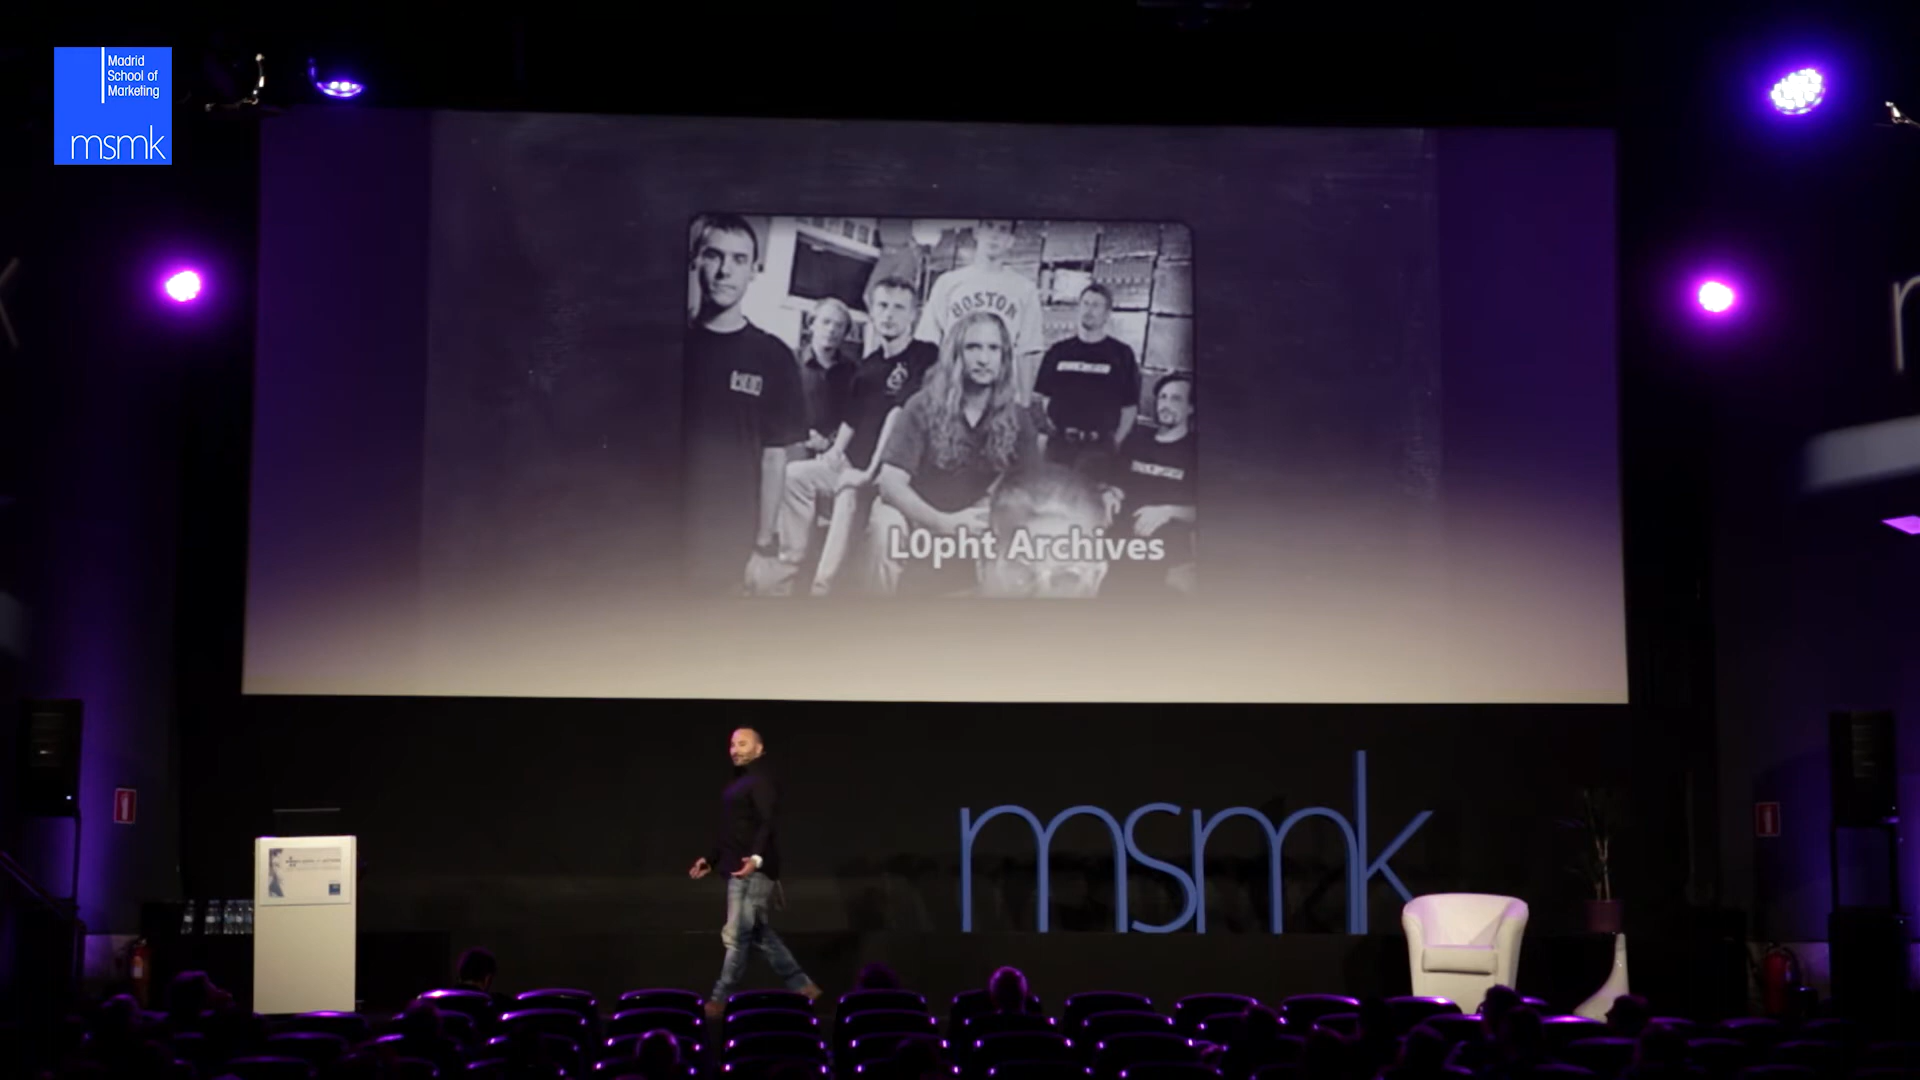 Madrid
School of
Marketing
msmk
BOSTON
L0pht Archives
msmk